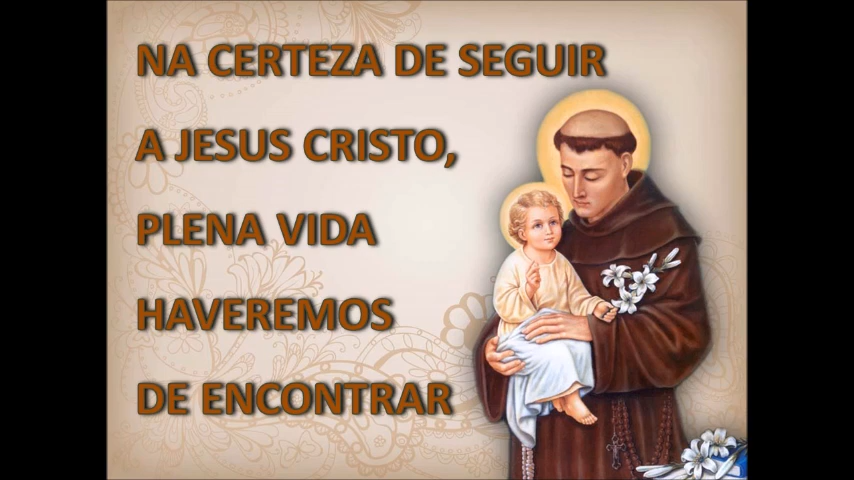 NA CERTEZA DE SEGUIR
A JESUS CRISTO,
PLENA VIDA
HAVEREMOS
DE ENCONTRAR